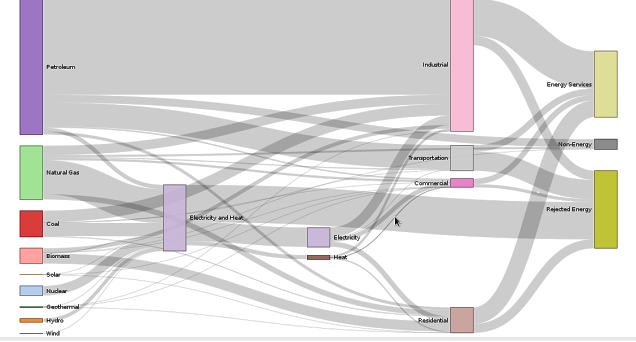 Petroleum
Natural Gas
Coal
Biomass
Solar
Nuclear
Geothermal
Hydro
Wind
Electricity and Heat
Electricity
Heat
Industrial
Transportation
Commercial
Residential
Energy Services
Non-Energy
Rejected Energy